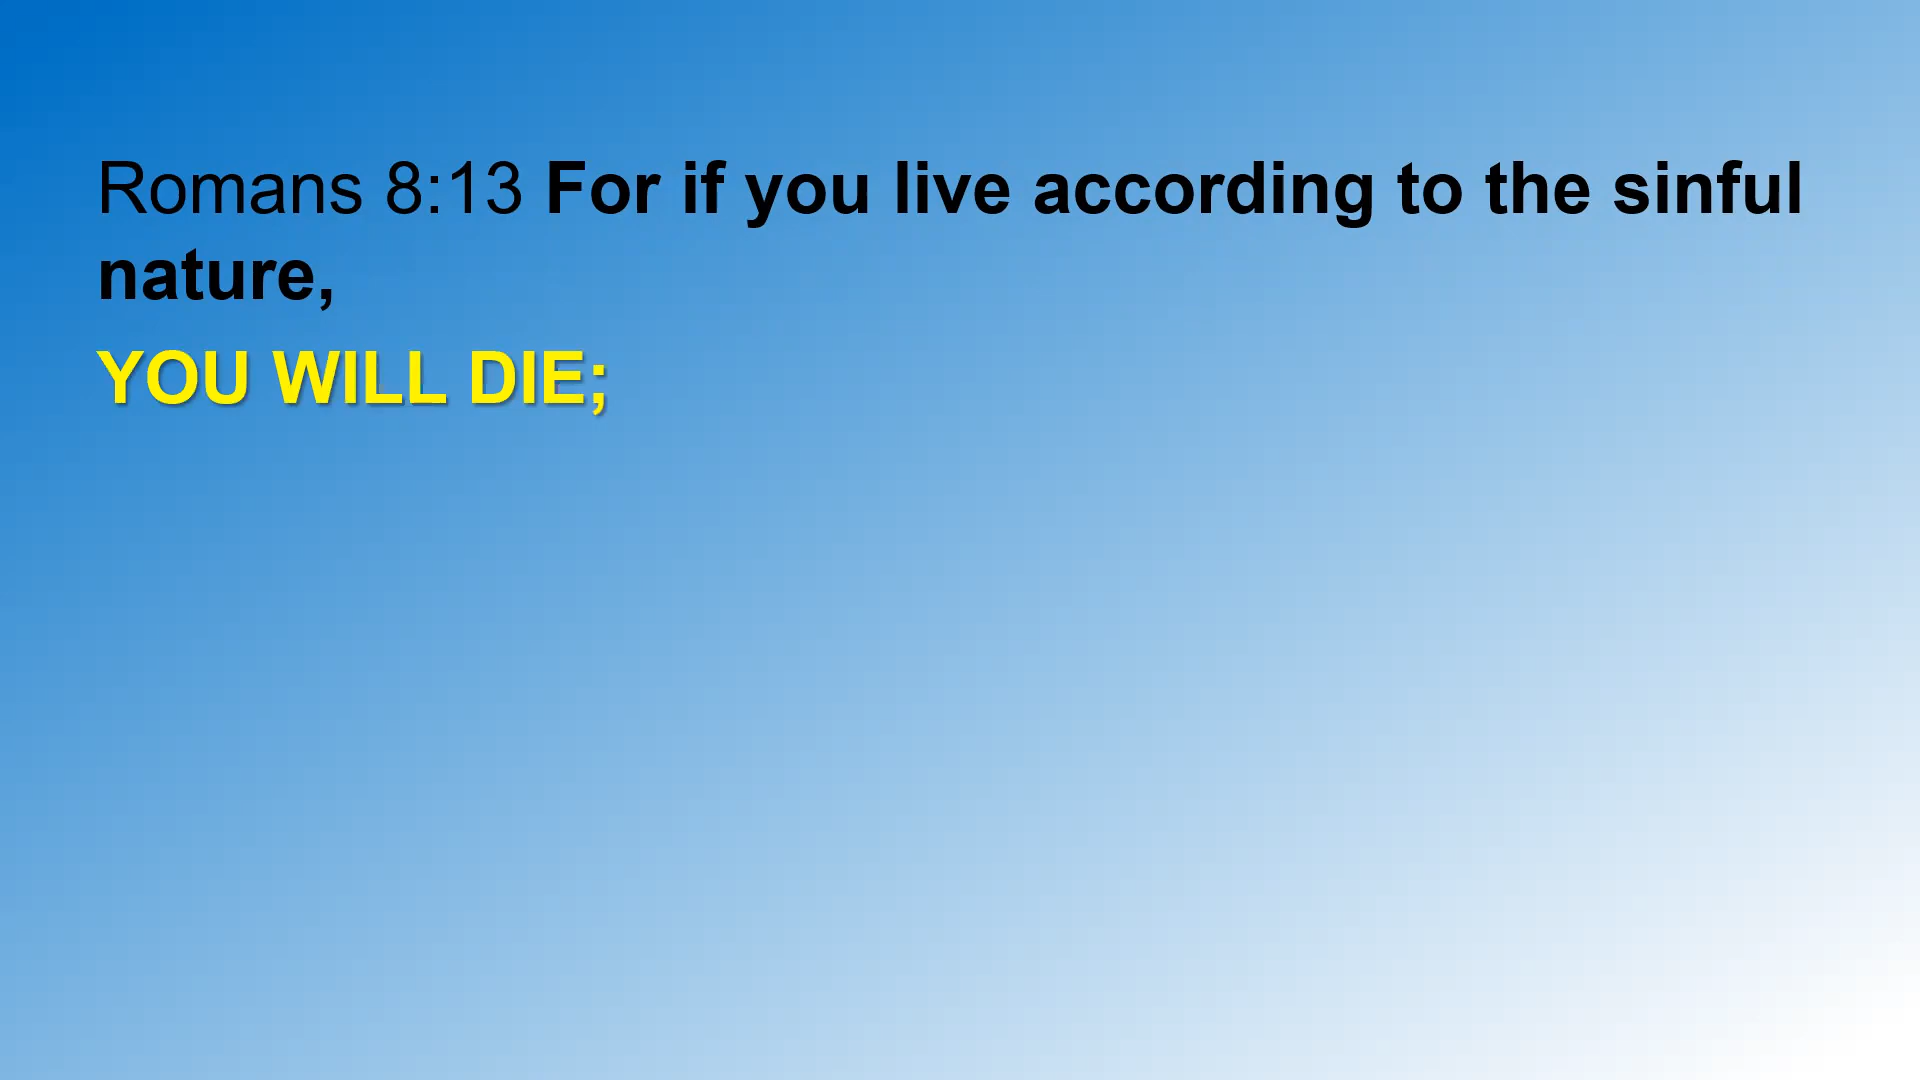 Romans 8:13 For if you live according to the sinful
nature,
YOU WILL DIE;